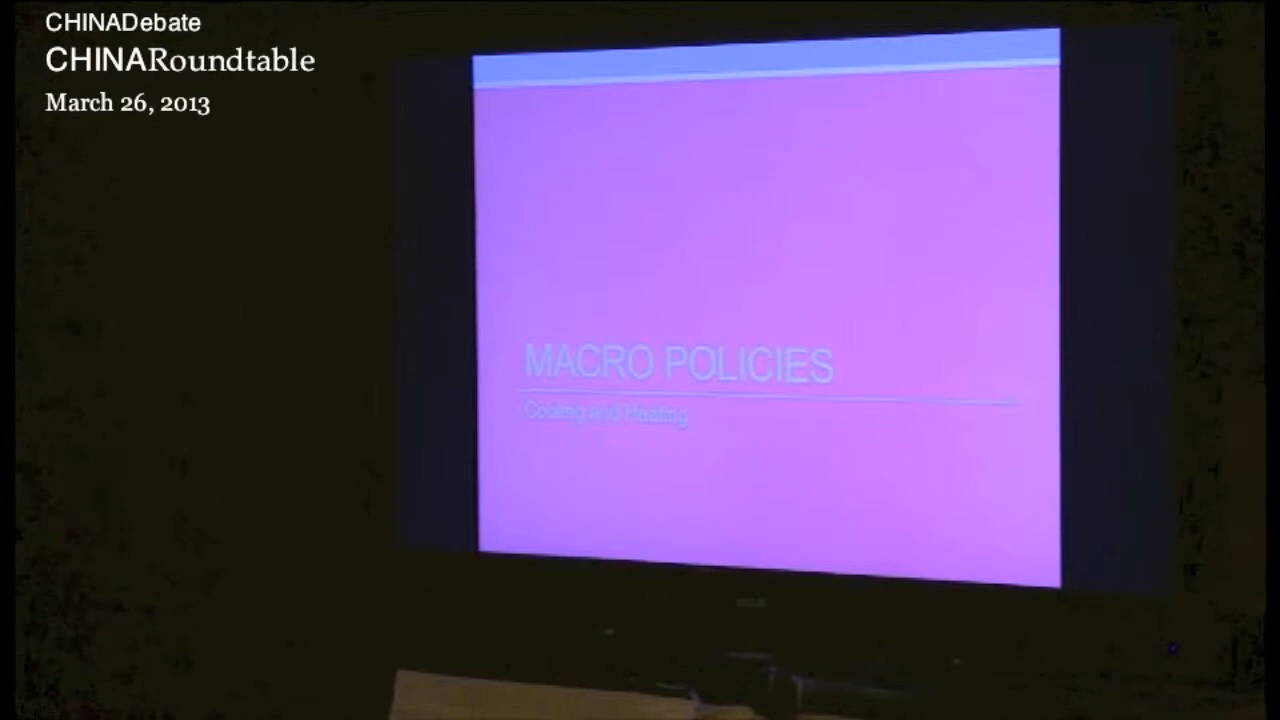 CHINADebate
CHINARoundtable
March 26, 2013
MACRO POLICIES
Cooling and Heating